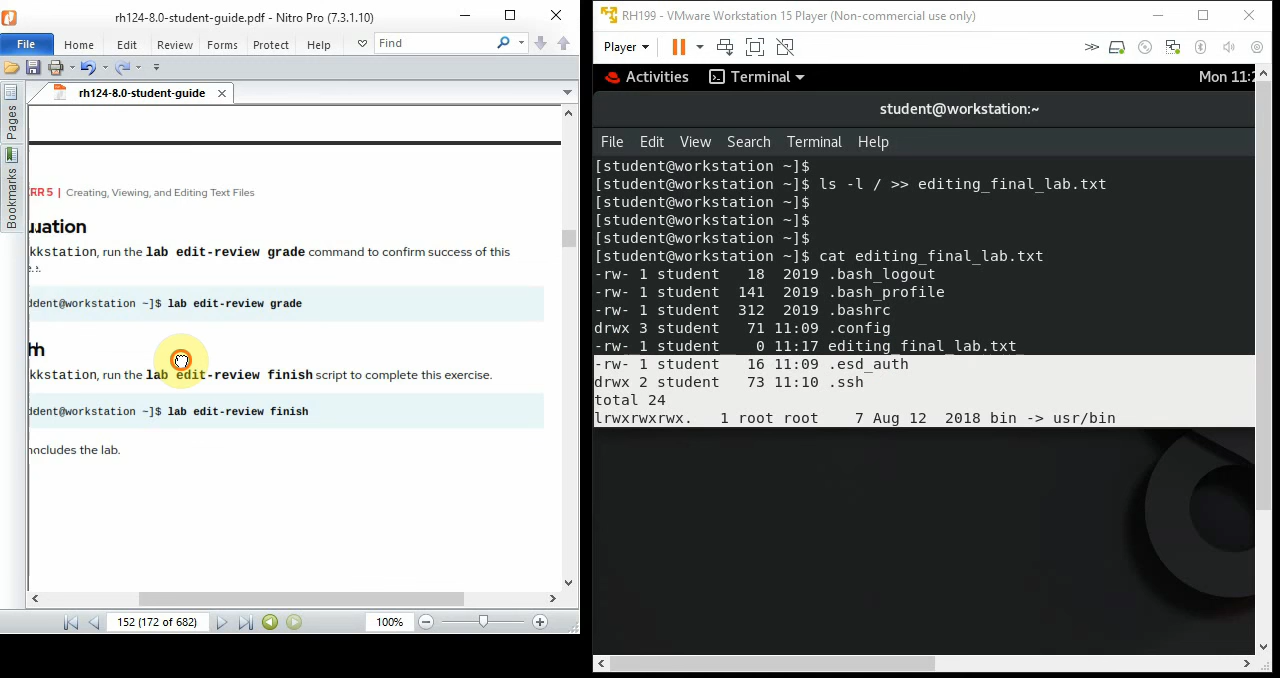 rh124-8.0-student-guide.pdf - Nitro Pro (7.3.1.10)
File Home Edit Review Forms Protect Help Find
rh124-8.0-student-guide
Pages
Bookmarks
5 | Creating, Viewing, and Editing Text Files
uation
run the lab edit-review grade command to confirm success of this
~]$ lab edit-review grade
run the lab edit-review finish script to complete this exercise.
~]$ lab edit-review finish
the lab.
152 (172 of 682) 100%
RH199 - VMware Workstation 15 Player (Non-commercial use only)
Player
Activities Terminal Mon 11:
student@workstation:~
File Edit View Search Terminal Help
[student@workstation ~]$
[student@workstation ~]$ ls -l / >> editing_final_lab.txt
[student@workstation ~]$
[student@workstation ~]$
[student@workstation ~]$
[student@workstation ~]$ cat editing_final_lab.txt
-rw- 1 student 18 2019 .bash_logout
-rw- 1 student 141 2019 .bash_profile
-rw- 1 student 312 2019 .bashrc
drwx 3 student 71 11:09 .config
-rw- 1 student 0 11:17 editing_final_lab.txt
-rw- 1 student 16 11:09 .esd_auth
drwx 2 student 73 11:10 .ssh
total 24
lrwxrwxrwx. 1 root root 7 Aug 12 2018 bin -> usr/bin